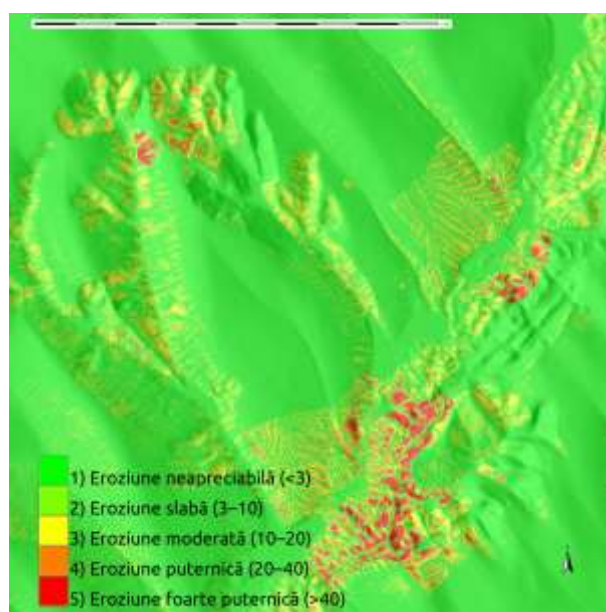 1) Eroziune neapreciabilă (<3)
2) Eroziune slabă (3–10)
3) Eroziune moderată (10–20)
4) Eroziune puternică (20–40)
5) Eroziune foarte puternică (>40)